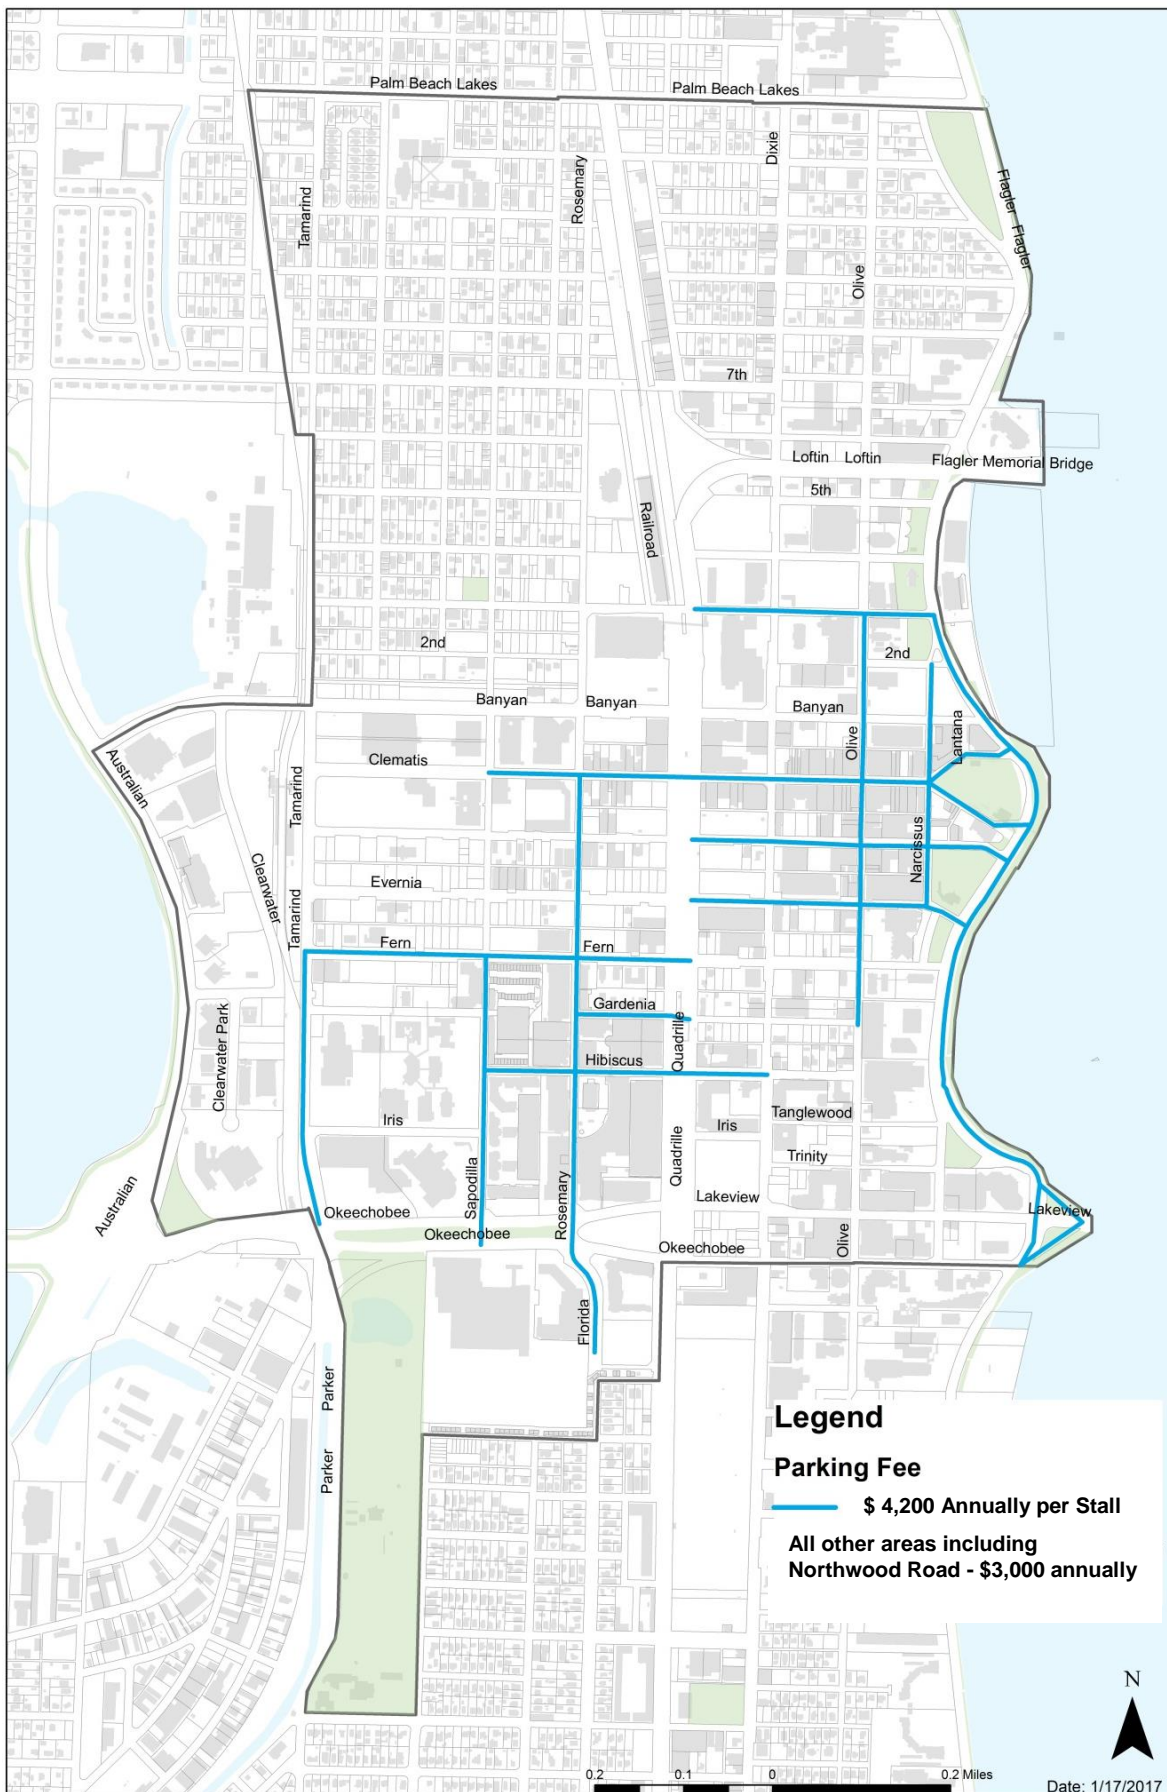 Palm Beach Lakes
Palm Beach Lakes
Dixie
Rosemary
Tamarind
Flagler Flagler
Olive
7th
Loftin Loftin
Flagler Memorial Bridge
5th
Railroad
2nd
2nd
Banyan
Banyan
Banyan
Lantana
Olive
Australian
Clematis
Tamarind
Narcissus
Clearwater
Evernia
Tamarind
Fern
Fern
Gardenia
Quadrille
Clearwater Park
Hibiscus
Iris
Tanglewood
Iris
Trinity
Quadrille
Sapodilla
Rosemary
Lakeview
Australian
Okeechobee
Lakeview
Okeechobee
Olive
Okeechobee
Florida
Parker
Parker
Legend
Parking Fee
$ 4,200 Annually per Stall
All other areas including
Northwood Road - $3,000 annually
N
0.2 0.1 0 0.2 Miles
Date: 1/17/2017